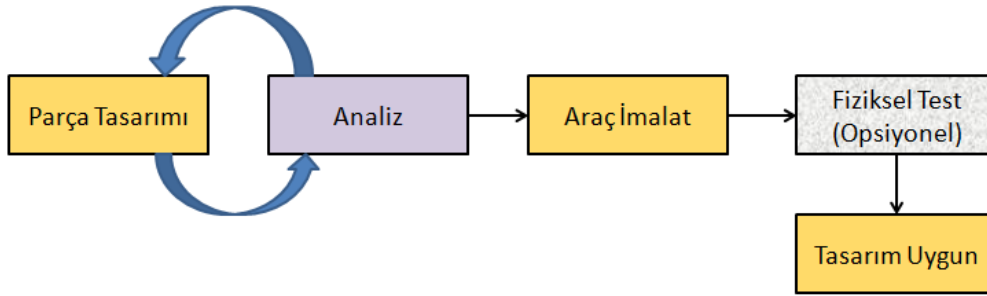 Parça Tasarımı
Analiz
Araç İmalat
Fiziksel Test
(Opsiyonel)
Tasarım Uygun